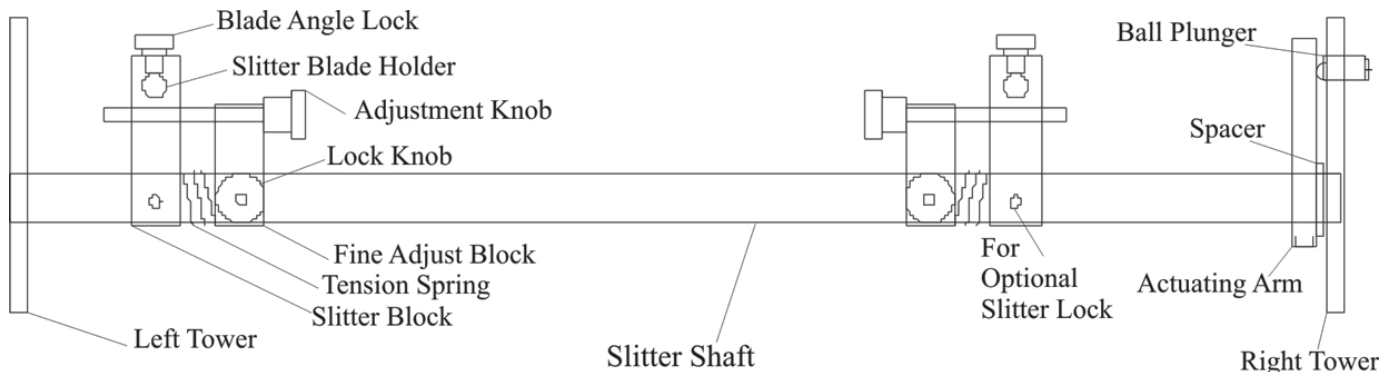 Blade Angle Lock
Slitter Blade Holder
Adjustment Knob
Lock Knob
Fine Adjust Block
Tension Spring
Slitter Block
Left Tower
Slitter Shaft
For
Optional
Slitter Lock
Ball Plunger
Spacer
Actuating Arm
Right Tower